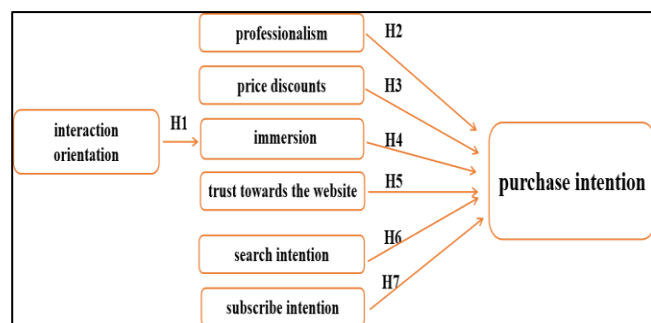 professionalism
H2
price discounts
H3
interaction
orientation
H1
immersion
H4
purchase intention
trust towards the website
H5
search intention
H6
subscribe intention
H7